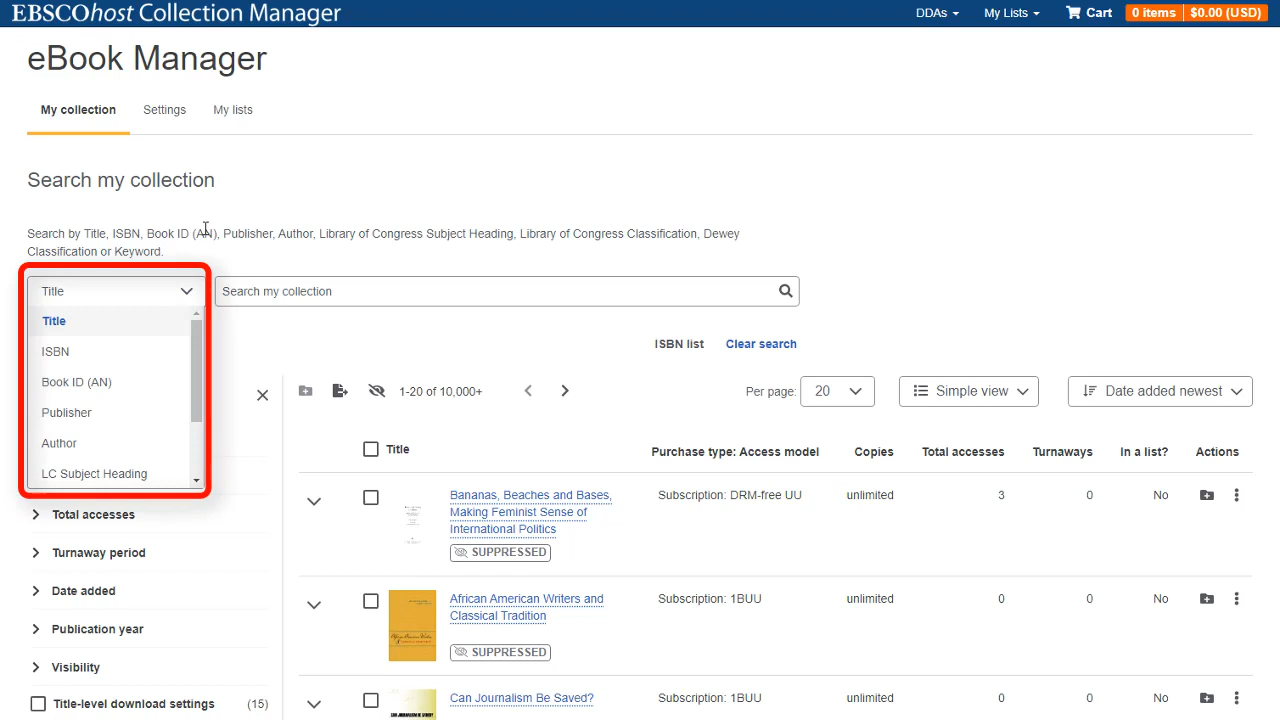 EBSCOhost Collection Manager
DDAs
My Lists
Cart
0 items
$0.00 (USD)
eBook Manager
My collection
Settings
My lists
Search my collection
Search by Title, ISBN, Book ID (AN), Publisher, Author, Library of Congress Subject Heading, Library of Congress Classification, Dewey
Classification or Keyword.
Title
Search my collection
Title
ISBN
Book ID (AN)
Publisher
Author
LC Subject Heading
ISBN list
Clear search
1-20 of 10,000+
Per page:
20
Simple view
Date added newest
Total accesses
Turnaway period
Date added
Publication year
Visibility
Title-level download settings (15)
Title
Purchase type: Access model
Copies
Total accesses
Turnaways
In a list?
Actions
Bananas, Beaches and Bases,
Making Feminist Sense of
International Politics
SUPPRESSED
Subscription: DRM-free UU
unlimited
3
0
No
African American Writers and
Classical Tradition
SUPPRESSED
Subscription: 1BUU
unlimited
0
0
No
CAN JOURNALISM BE SAVED?
Can Journalism Be Saved?
Subscription: 1BUU
unlimited
0
0
No